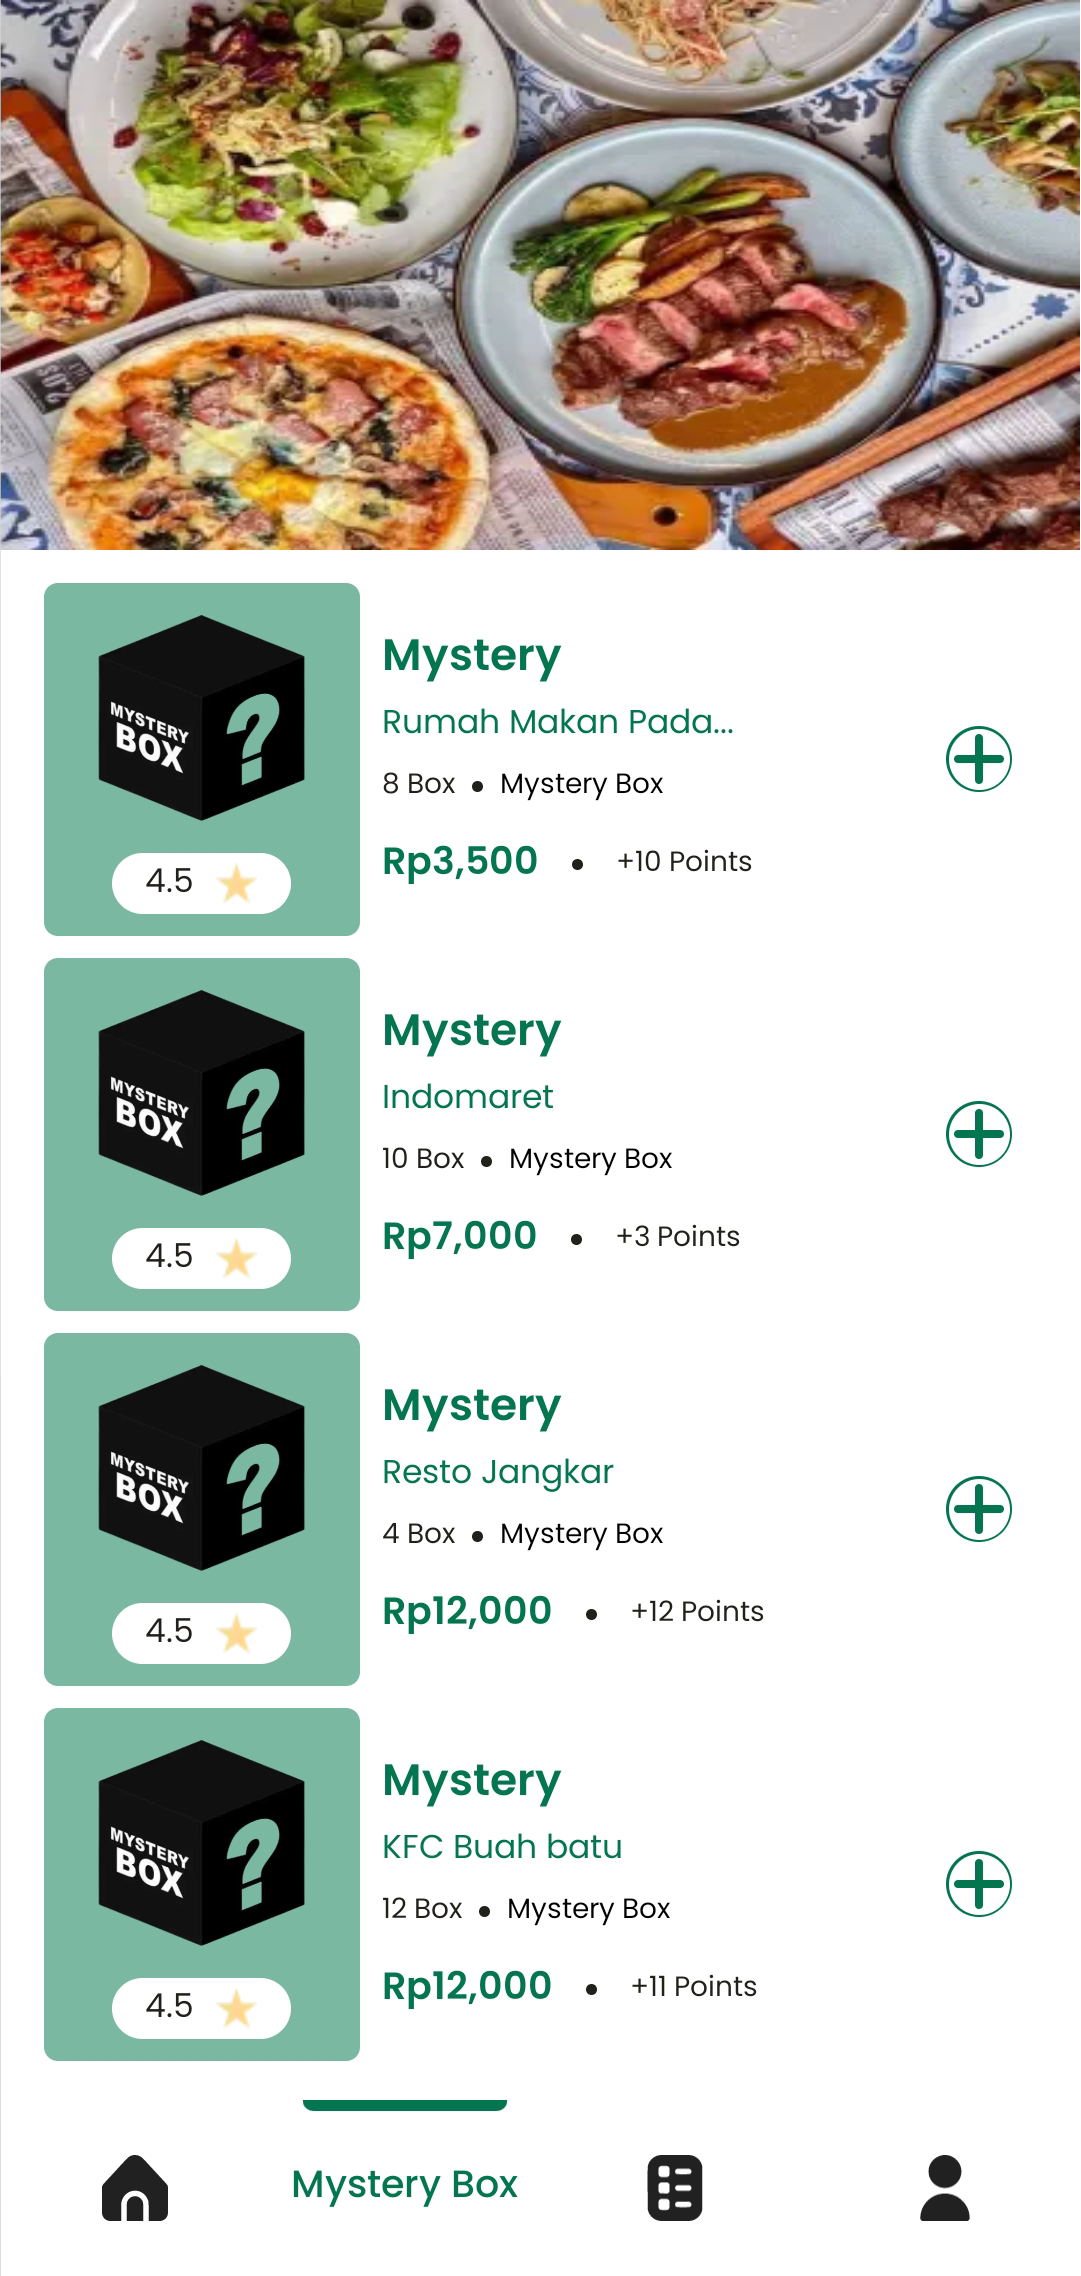 Mystery
Rumah Makan Pada...
8 Box • Mystery Box
Rp3,500 • +10 Points
MYSTERY
BOX
?
4.5
Mystery
Indomaret
10 Box • Mystery Box
Rp7,000 • +3 Points
MYSTERY
BOX
?
4.5
Mystery
Resto Jangkar
4 Box • Mystery Box
Rp12,000 • +12 Points
MYSTERY
BOX
?
4.5
Mystery
KFC Buah batu
12 Box • Mystery Box
Rp12,000 • +11 Points
MYSTERY
BOX
?
4.5
Mystery Box